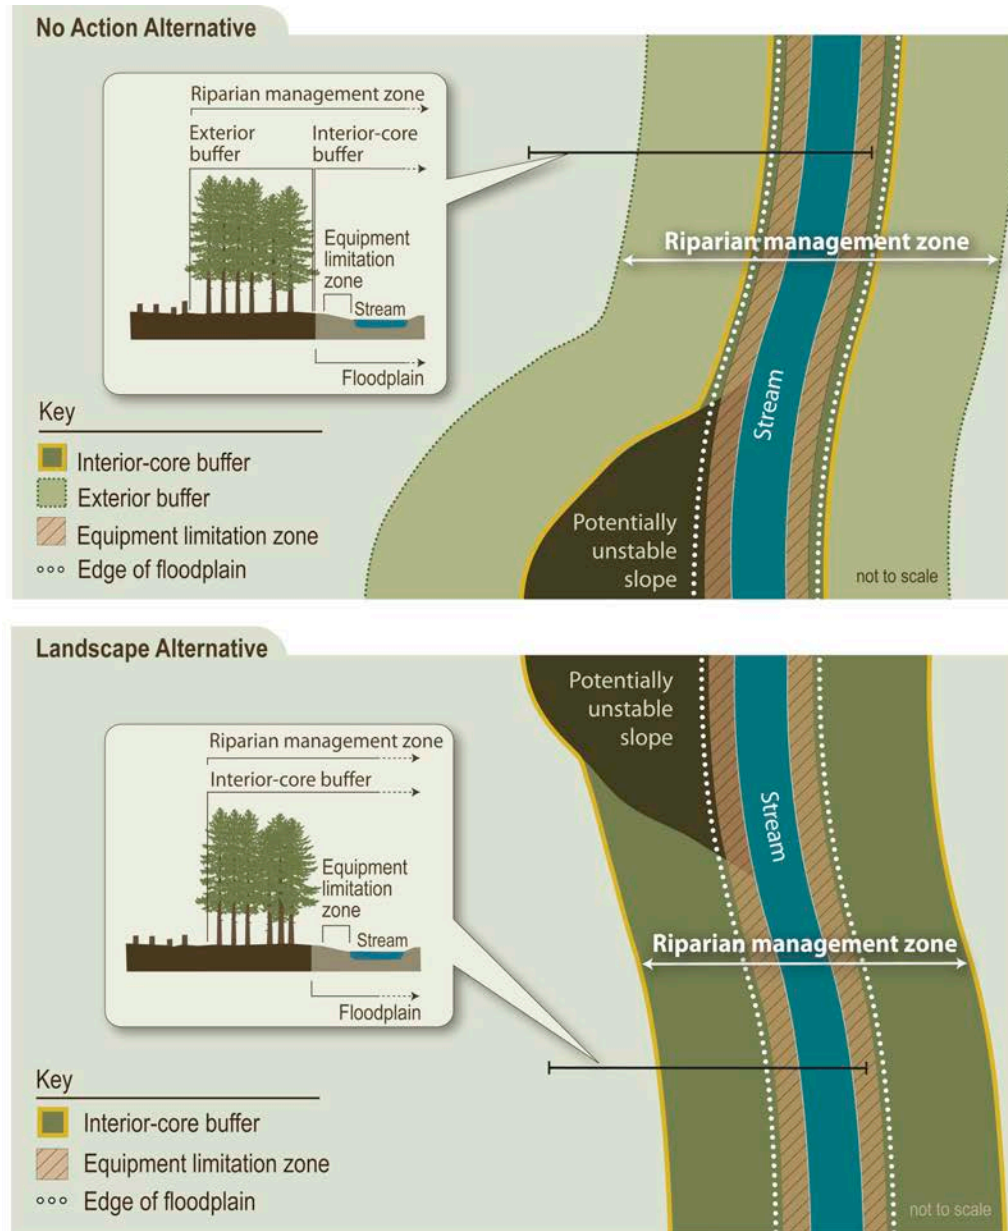 No Action Alternative
Riparian management zone
Exterior
buffer
Interior-core
buffer
Equipment
limitation
zone
Stream
Floodplain
Riparian management zone
Stream
Potentially
unstable
slope
not to scale
Key
Interior-core buffer
Exterior buffer
Equipment limitation zone
Edge of floodplain
Landscape Alternative
Potentially
unstable
slope
Riparian management zone
Interior-core buffer
Equipment
limitation
zone
Stream
Floodplain
Stream
Riparian management zone
Key
Interior-core buffer
Equipment limitation zone
Edge of floodplain
not to scale